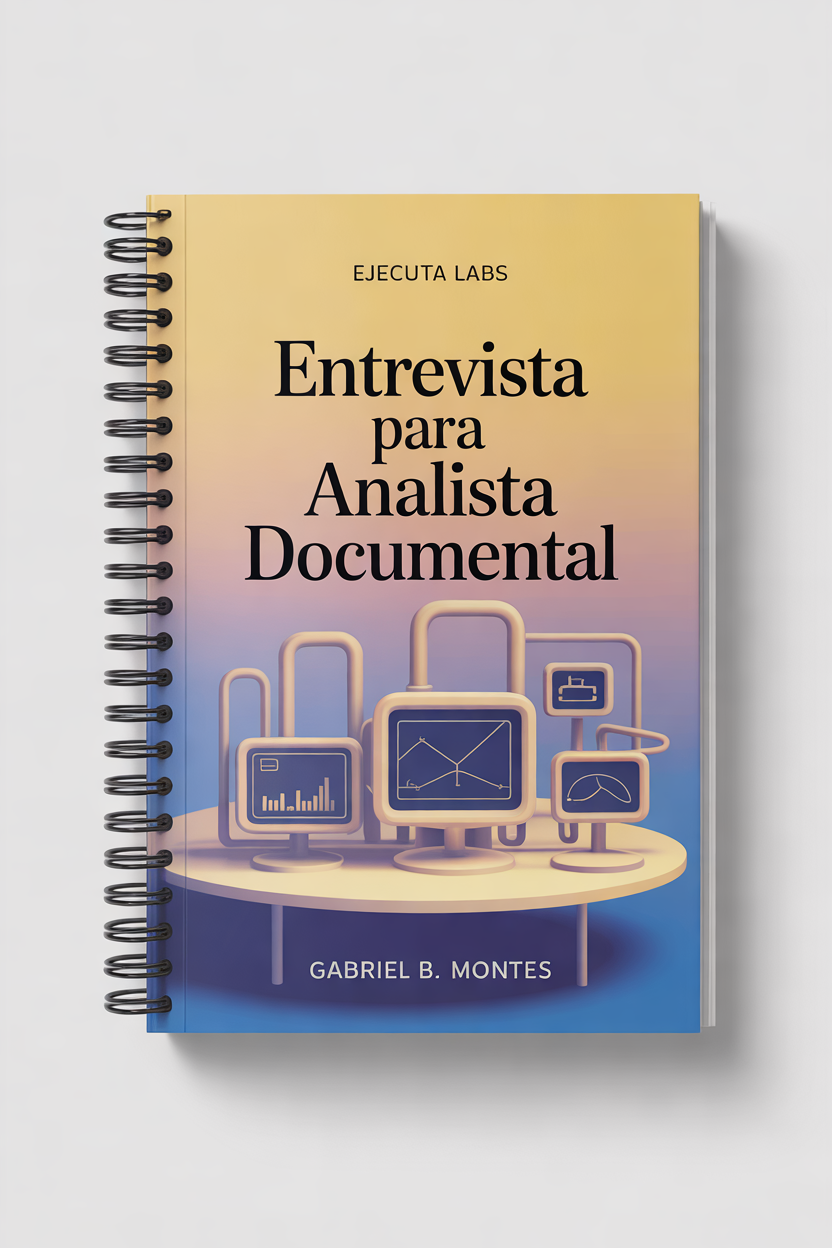 EJECUTA LABS
Entrevista
para
Analista
Documental
GABRIEL B. MONTES